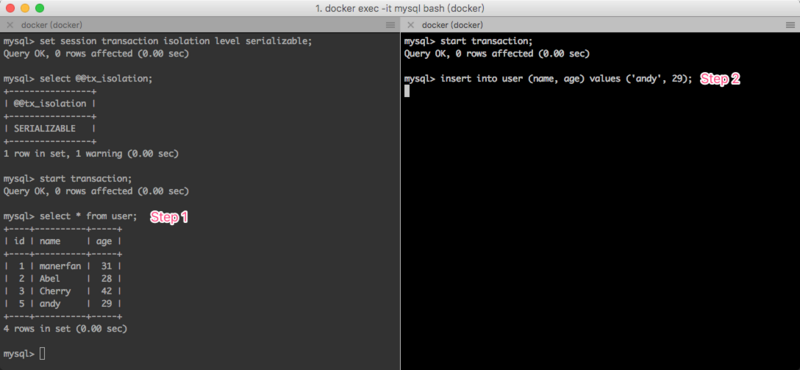 1. docker exec -it mysql bash (docker)
docker (docker)
mysql> set session transaction isolation level serializable;
Query OK, 0 rows affected (0.00 sec)
mysql> select @@tx_isolation;
+----------------+
| @@tx_isolation |
+----------------+
| SERIALIZABLE   |
+----------------+
1 row in set, 1 warning (0.00 sec)
mysql> start transaction;
Query OK, 0 rows affected (0.00 sec)
mysql> select * from user; Step 1
+----+----------+-----+
| id | name     | age |
+----+----------+-----+
|  1 | manerfan |  31 |
|  2 | Abel     |  28 |
|  3 | Cherry   |  42 |
|  5 | andy     |  29 |
+----+----------+-----+
4 rows in set (0.00 sec)
mysql>
docker (docker)
mysql> start transaction;
Query OK, 0 rows affected (0.00 sec)
mysql> insert into user (name, age) values ('andy', 29); Step 2